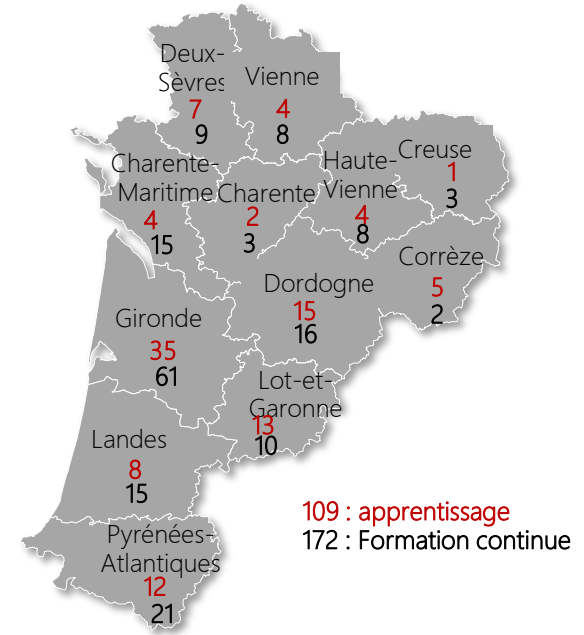 Deux-
Sèvres
7
9
Vienne
4
8
Charente-
Maritime
4
15
Charente
2
3
Haute-
Vienne
4
8
Creuse
1
3
Corrèze
5
2
Dordogne
15
16
Gironde
35
61
Lot-et-
Garonne
13
10
Landes
8
15
Pyrénées-
Atlantiques
12
21
109 : apprentissage
172 : Formation continue